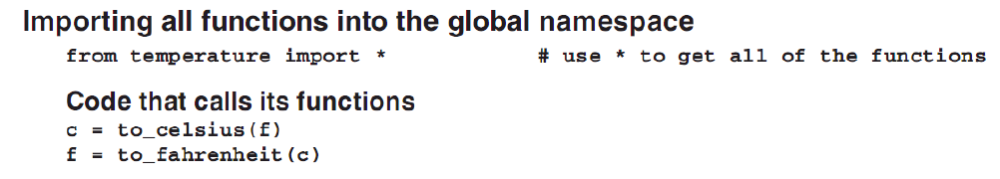 Importing all functions into the global namespace
from temperature import * # use * to get all of the functions
Code that calls its functions
c = to_celsius(f)
f = to_fahrenheit(c)